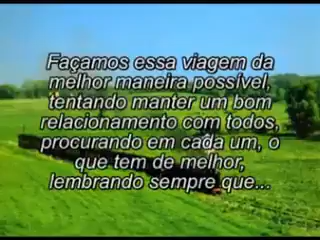 Façamos essa viagem da
melhor maneira possível,
tentando manter um bom
relacionamento com todos,
procurando em cada um, o
que tem de melhor,
lembrando sempre que...